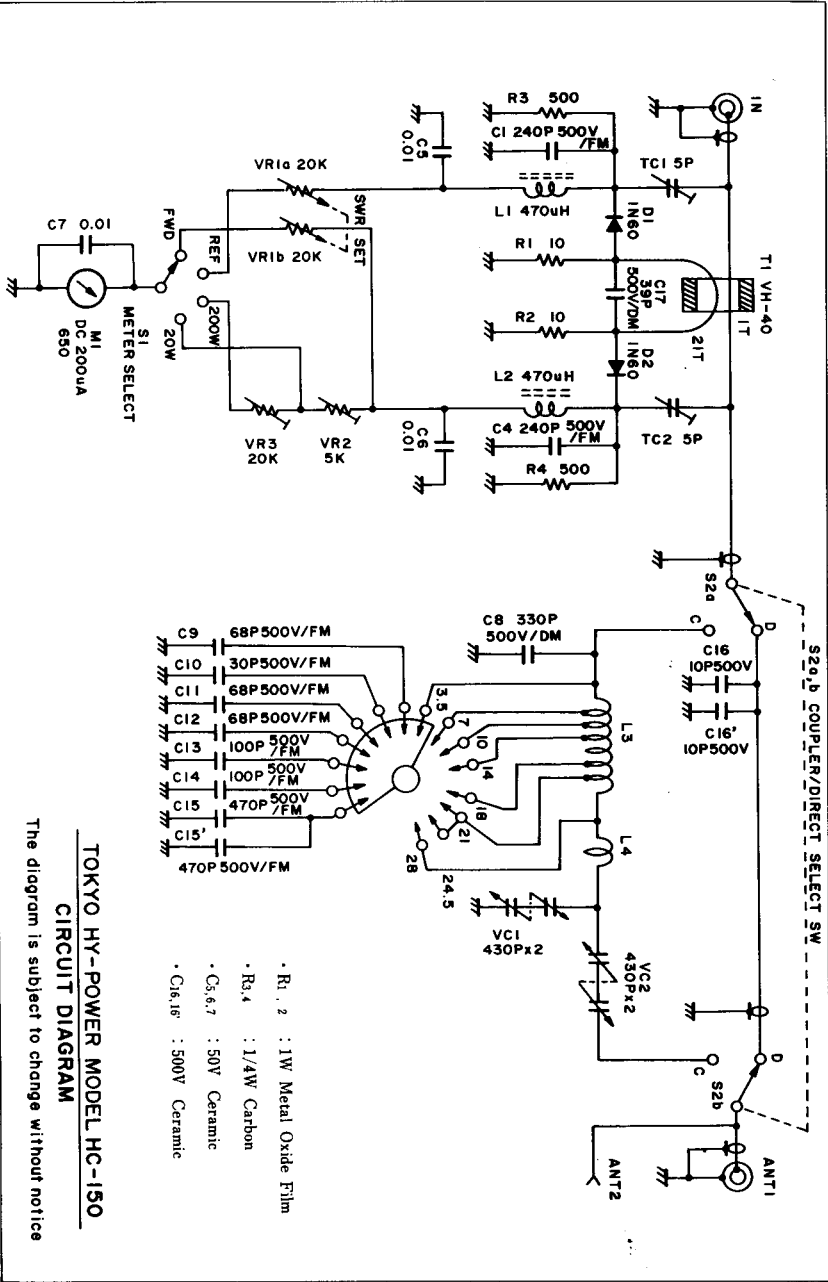 IN
R3 500
C1 240P 500V
/FM
TC1 5P
C5
0.01
L1 470uH
D1
1N60
VR1a 20K
SWR SET
VR1b 20K
R1 10
C17
39P
500V/DM
T1 VH-40
1T
21T
R2 10
D2
1N60
C7 0.01
FWD
REF
200W
20W
S1
METER SELECT
M1
DC 200uA
650
L2 470uH
C6
0.01
C4 240P 500V
/FM
TC2 5P
VR3
20K
VR2
5K
R4 500
S2a
D
C
S2a,b COUPLER/DIRECT SELECT SW
C16
10P500V
C16'
10P500V
C8 330P
500V/DM
L3
L4
3.5
7
10
14
18
21
24.5
28
C9 68P500V/FM
C10 30P500V/FM
C11 68P500V/FM
C12 68P500V/FM
C13 100P 500V
/FM
C14 100P 500V
/FM
C15 470P 500V
/FM
C15'
470P 500V/FM
VC1
430Px2
VC2
430Px2
D
C
S2b
ANT1
ANT2
• R1, 2 : 1W Metal Oxide Film
• R3,4 : 1/4W Carbon
• C5,6,7 : 50V Ceramic
• C16,16' : 500V Ceramic
TOKYO HY-POWER MODEL HC-150
CIRCUIT DIAGRAM
The diagram is subject to change without notice